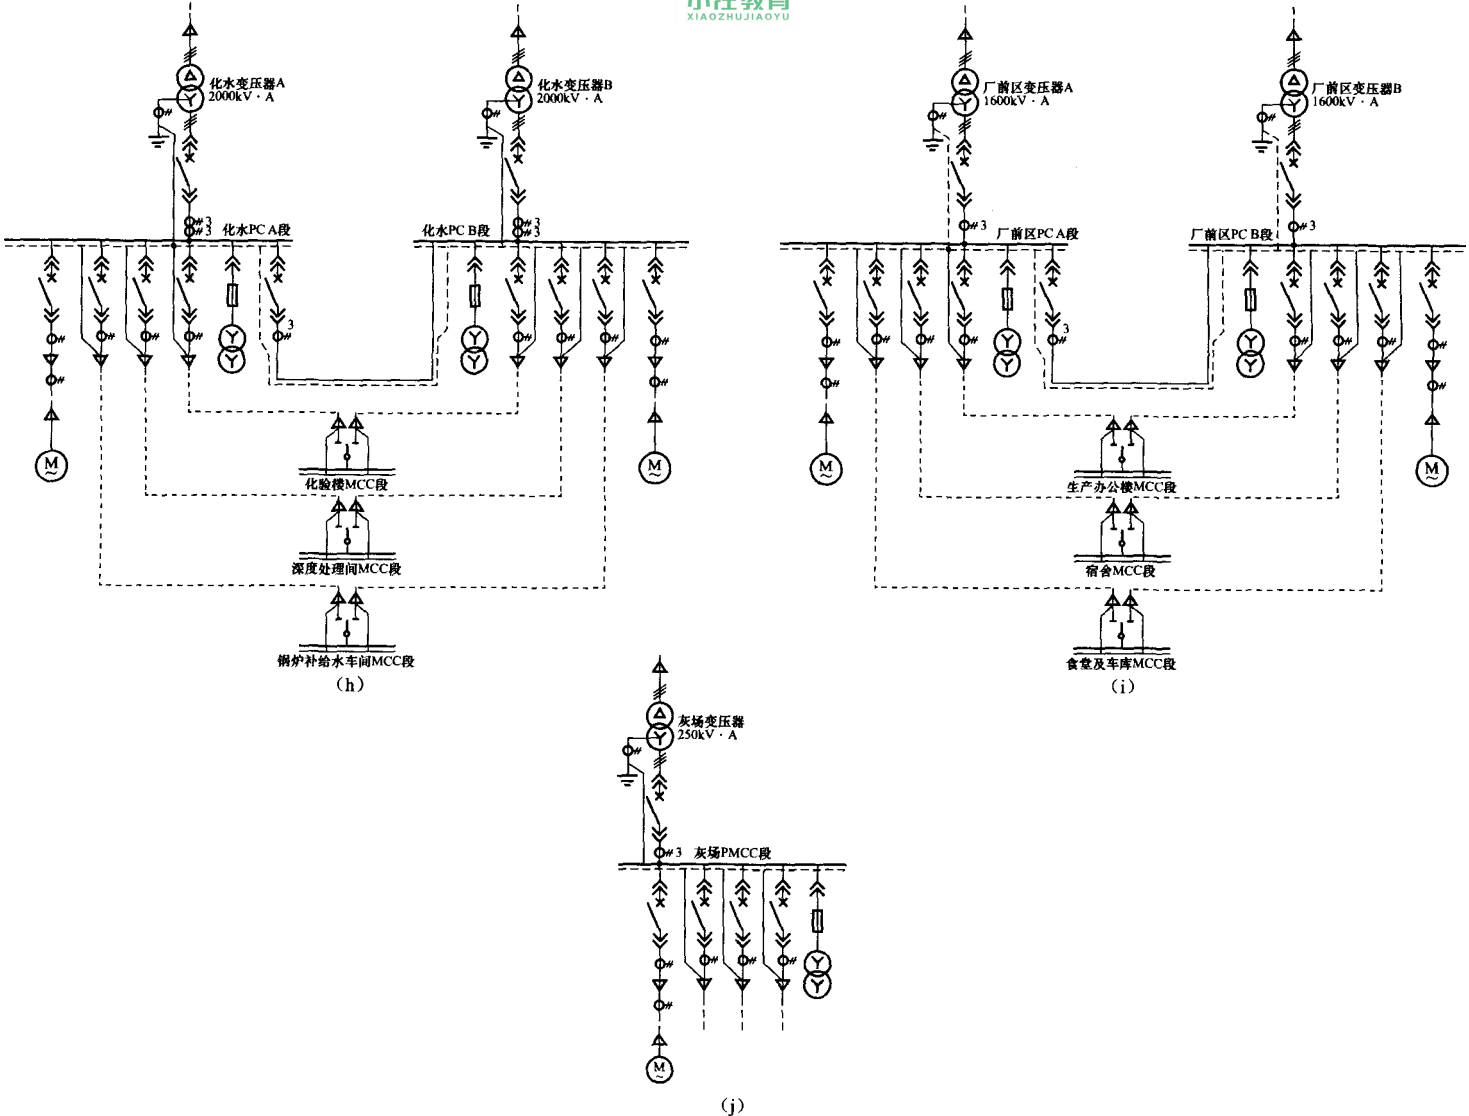 XIAOZHUJIAOYU
化水变压器A
2000kV·A
化水变压器B
2000kV·A
厂前区变压器A
1600kV·A
厂前区变压器B
1600kV·A
3
3
化水PC A段
化水PC B段
3
3
3
厂前区PC A段
厂前区PC B段
3
3
3
M
~
M
~
M
~
M
~
化验楼MCC段
生产办公楼MCC段
深度处理间MCC段
宿舍MCC段
锅炉补给水车间MCC段
食堂及车库MCC段
(h)
(i)
灰场变压器
250kV·A
3
灰场PMCC段
M
~
(j)